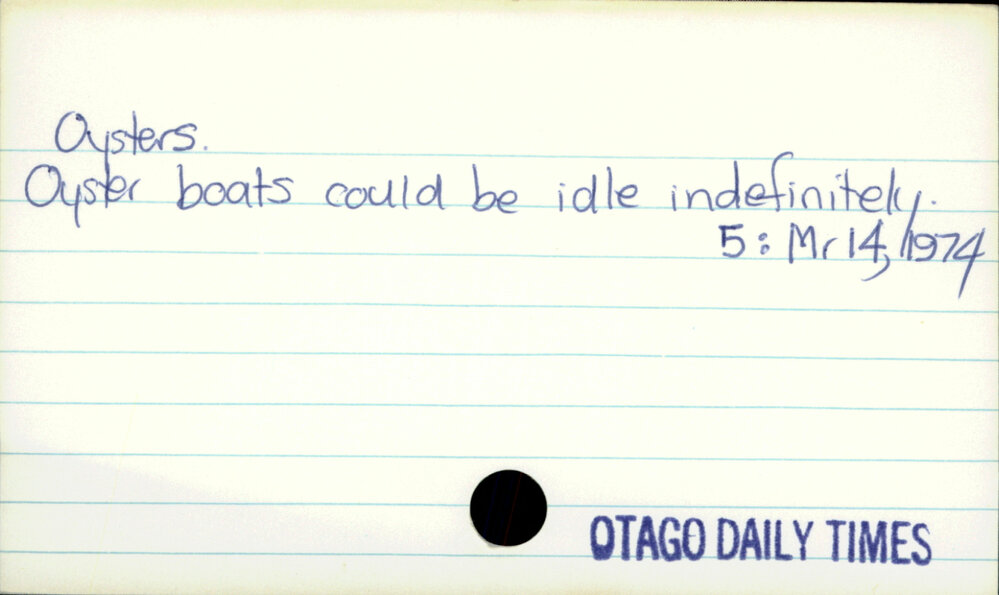 Oysters.
Oyster boats could be idle indefinitely.
5: Mr 14, 1974
OTAGO DAILY TIMES